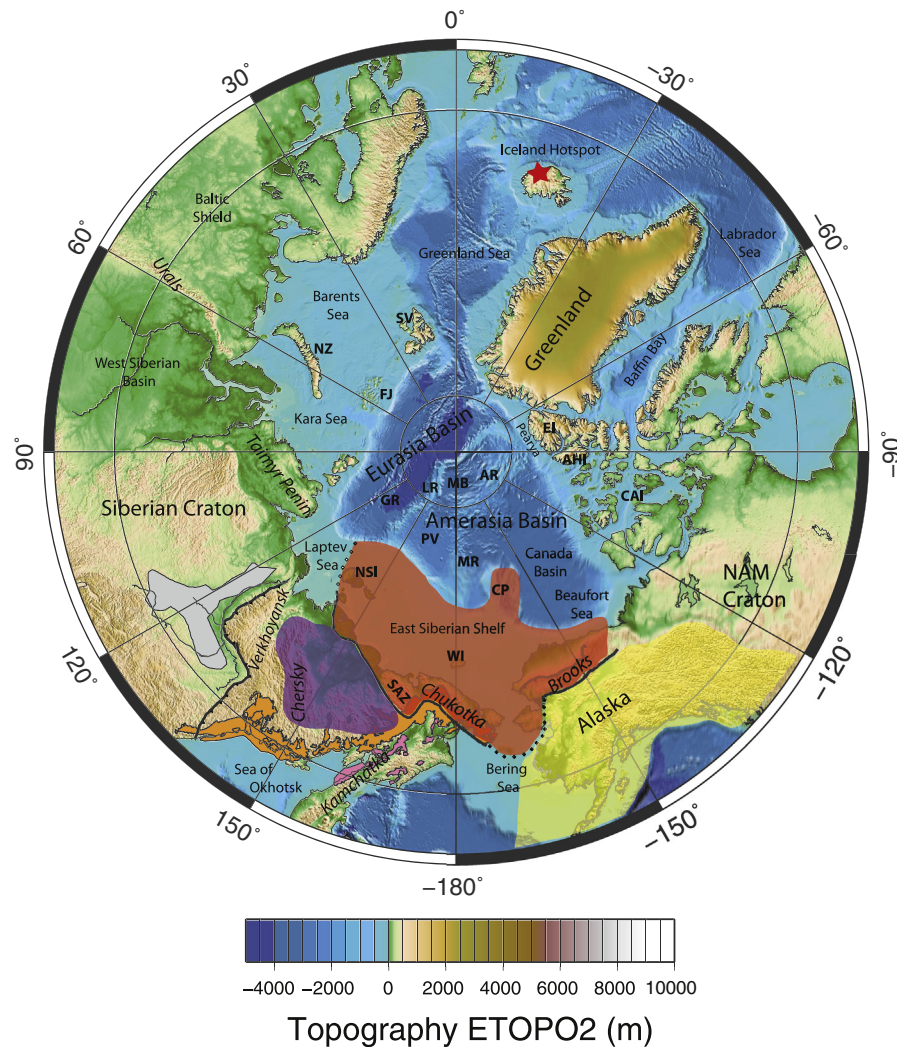 0°
30°
−30°
Iceland Hotspot
Baltic
Shield
60°
−60°
Labrador
Sea
Greenland Sea
Urals
Barents
Sea
SV
Greenland
NZ
West Siberian
Basin
Baffin Bay
FJ
Kara Sea
EI
Pearya
Eurasia Basin
90°
−90°
Taimyr Penin
AHI
MB
AR
LR
GR
CAI
Siberian Craton
Amerasia Basin
PV
Laptev
Sea
Canada
Basin
MR
NSI
NAM
Craton
CP
Beaufort
Sea
Verkhoyansk
East Siberian Shelf
WI
120°
−120°
Chersky
SAZ
Chukotka
Brooks
Alaska
Sea of
Okhotsk
Kamchatka
Bering
Sea
150°
−150°
−180°
−4000 −2000 0 2000 4000 6000 8000 10000
Topography ETOPO2 (m)